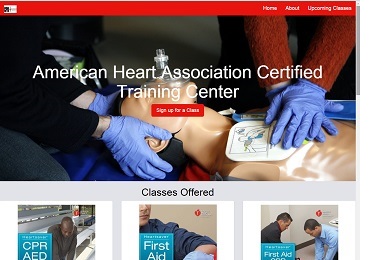 Home About Upcoming Classes
American Heart Association Certified
Training Center
Sign up for a Class
Classes Offered
Heartsaver
CPR
AED
Heartsaver
First Aid
Heartsaver
First Aid